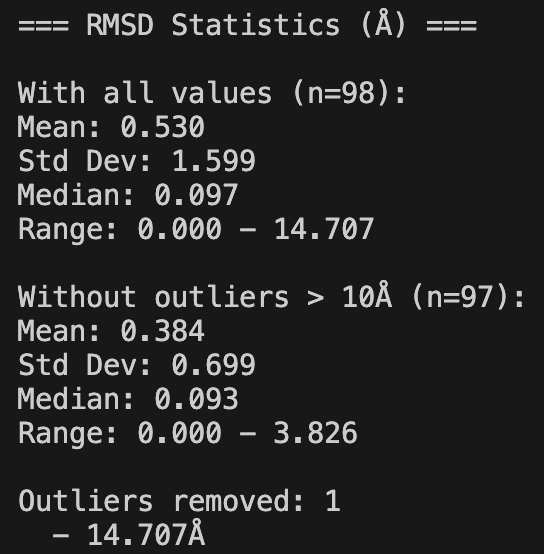 === RMSD Statistics (Å) ===
With all values (n=98):
Mean: 0.530
Std Dev: 1.599
Median: 0.097
Range: 0.000 – 14.707
Without outliers > 10Å (n=97):
Mean: 0.384
Std Dev: 0.699
Median: 0.093
Range: 0.000 – 3.826
Outliers removed: 1
– 14.707Å